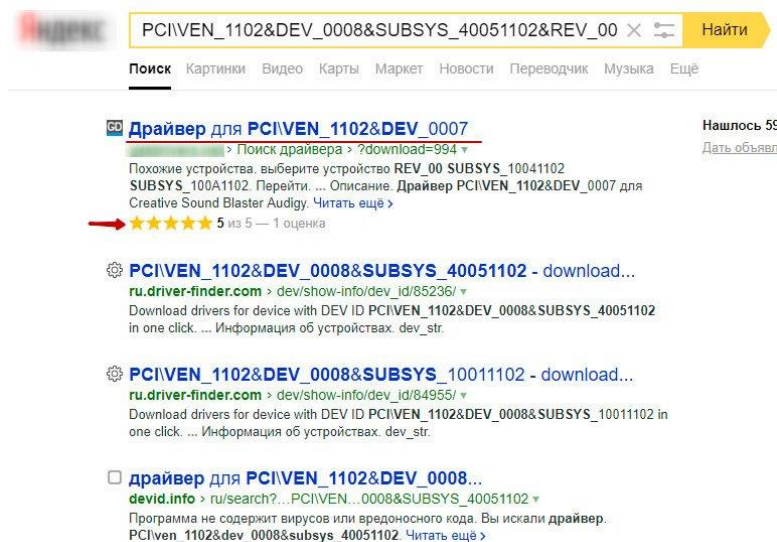 Яндекс
PCI\VEN_1102&DEV_0008&SUBSYS_40051102&REV_00 Найти
Поиск Картинки Видео Карты Маркет Новости Переводчик Музыка Ещё
GD Драйвер для PCI\VEN_1102&DEV_0007
Нашлось 59
> Поиск драйвера > ?download=994
Дать объявл
Похожие устройства. выберите устройство REV_00 SUBSYS_10041102
SUBSYS_100A1102. Перейти. ... Описание. Драйвер PCI\VEN_1102&DEV_0007 для
Creative Sound Blaster Audigy. Читать ещё >
5 из 5 — 1 оценка
PCI\VEN_1102&DEV_0008&SUBSYS_40051102 - download...
ru.driver-finder.com > dev/show-info/dev_id/85236/
Download drivers for device with DEV ID PCI\VEN_1102&DEV_0008&SUBSYS_40051102
in one click. ... Информация об устройствах. dev_str.
PCI\VEN_1102&DEV_0008&SUBSYS_10011102 - download...
ru.driver-finder.com > dev/show-info/dev_id/84955/
Download drivers for device with DEV ID PCI\VEN_1102&DEV_0008&SUBSYS_10011102 in
one click. ... Информация об устройствах. dev_str.
драйвер для PCI\VEN_1102&DEV_0008...
devid.info > ru/search?...PCI\VEN...0008&SUBSYS_40051102
Программа не содержит вирусов или вредоносного кода. Вы искали драйвер.
PCI\ven_1102&dev_0008&subsys_40051102. Читать ещё >